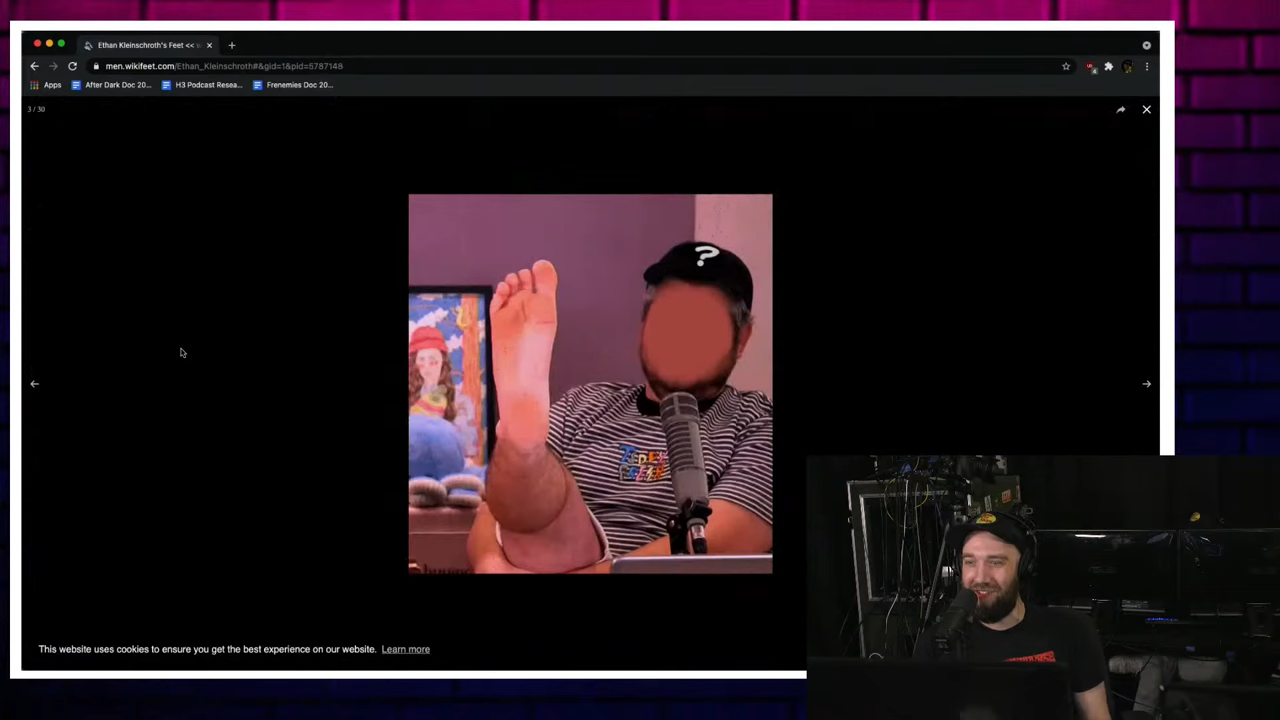 Ethan Kleinschroth's Feet <<
men.wikifeet.com/Ethan_Kleinschroth#&gid=1&pid=5787148
Apps
After Dark Doc 20...
H3 Podcast Resea...
Frenemies Doc 20...
3 / 30
?
This website uses cookies to ensure you get the best experience on our website. Learn more